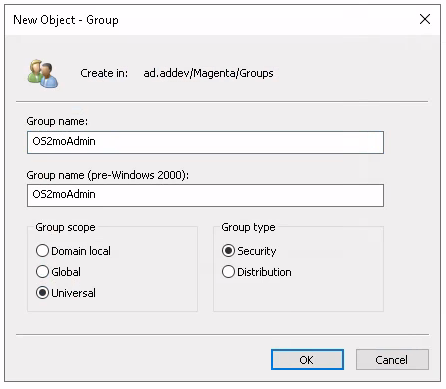 New Object - Group
Create in: ad.addev/Magenta/Groups
Group name:
OS2moAdmin
Group name (pre-Windows 2000):
OS2moAdmin
Group scope
Domain local
Global
Universal
Group type
Security
Distribution
OK Cancel